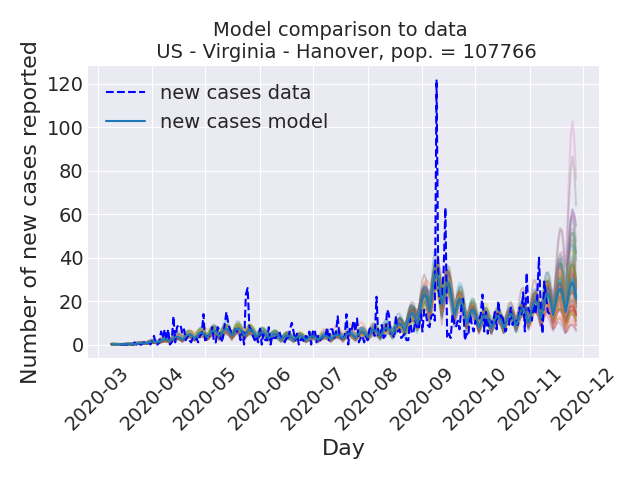 Model comparison to data
US - Virginia - Hanover, pop. = 107766
Number of new cases reported
120
100
80
60
40
20
0
new cases data
new cases model
2020-03
2020-04
2020-05
2020-06
2020-07
2020-08
2020-09
2020-10
2020-11
2020-12
Day